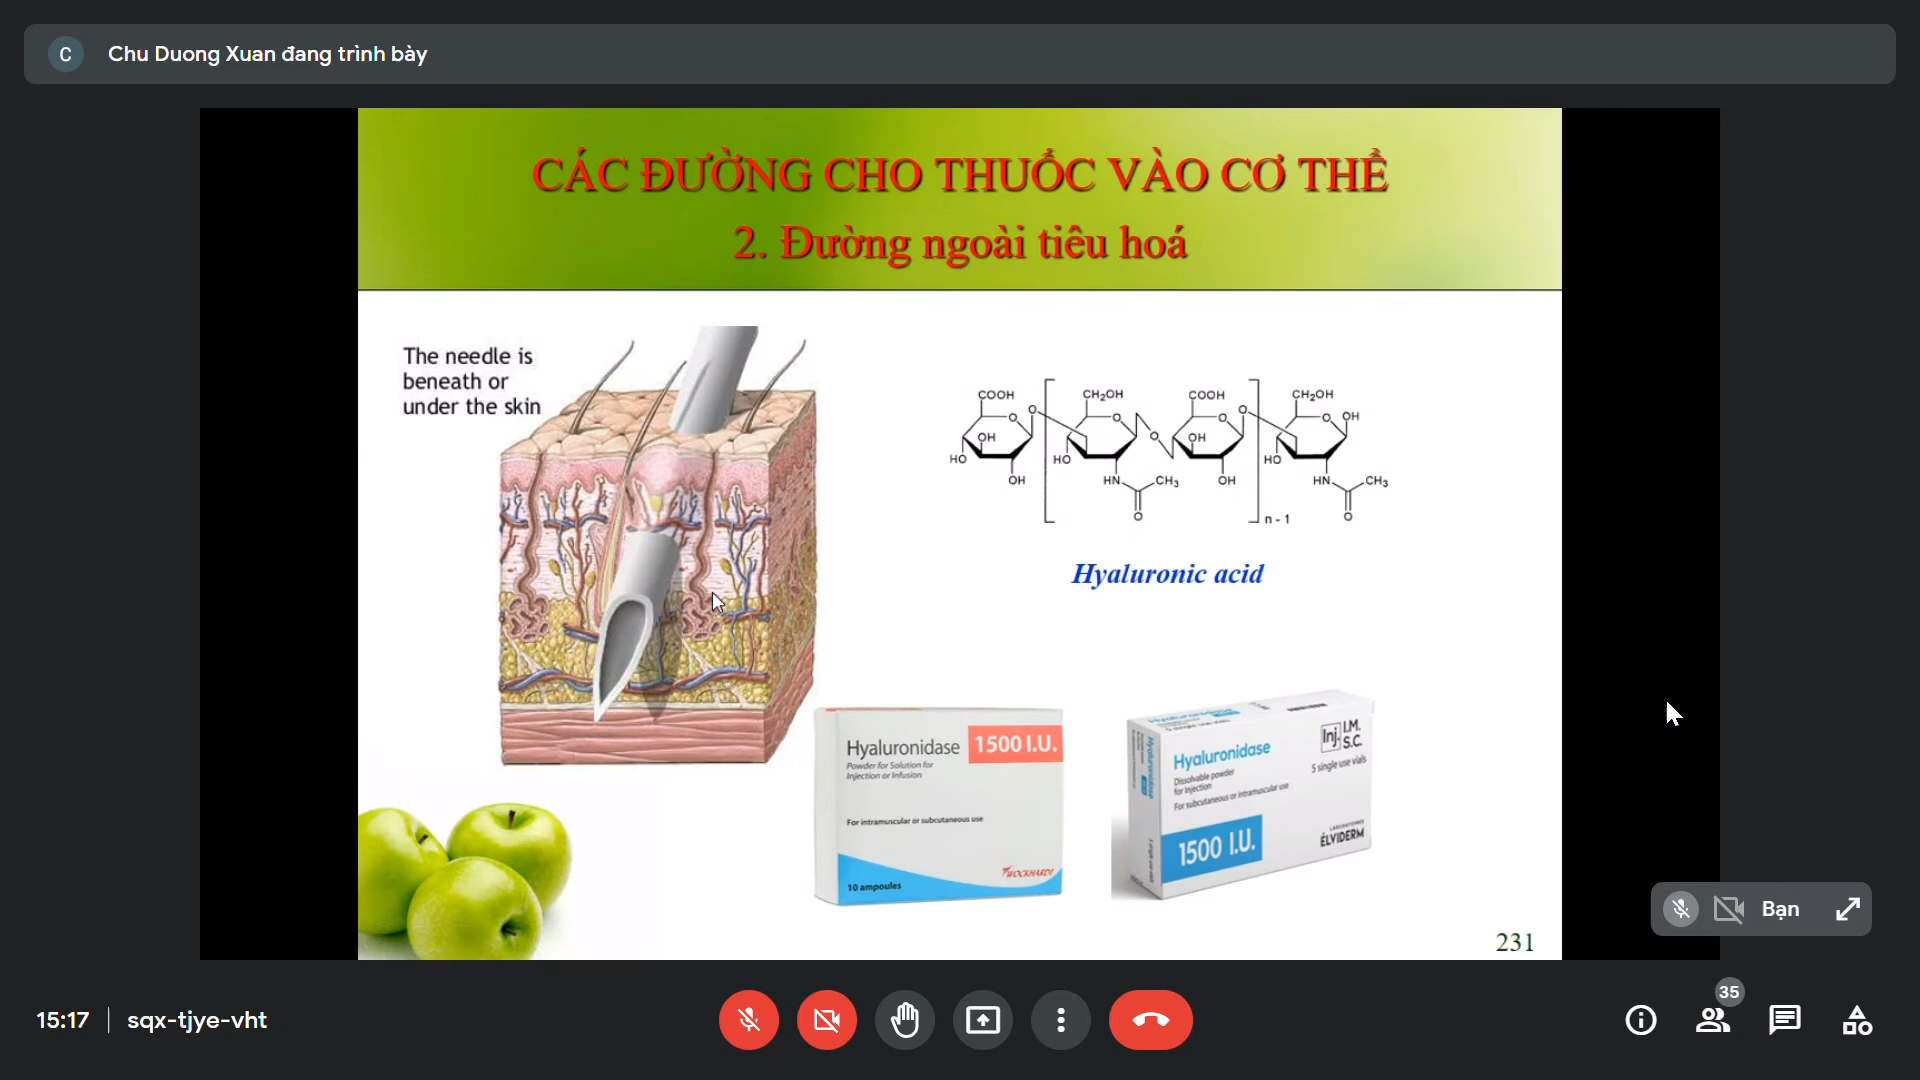 C Chu Duong Xuan đang trình bày
CÁC ĐƯỜNG CHO THUỐC VÀO CƠ THỂ
2. Đường ngoài tiêu hoá
The needle is
beneath or
under the skin
COOH
CH₂OH
COOH
CH₂OH
O
O
O
O
O
O
OH
OH
OH
HO
HO
HO
OH
HN
CH₃
OH
HN
CH₃
O
O
n - 1
Hyaluronic acid
Hyaluronidase 1500 I.U.
Powder for Solution for
Injection or Infusion
For intramuscular or subcutaneous use
10 ampoules
WOCKHARDT
Hyaluronidase
Dissolvable powder
for Injection
For subcutaneous or intramuscular use
Inj. I.M.
S.C.
5 single use vials
1500 I.U.
LABORATOIRES
ÉLVIDERM
231
Bạn
15:17 sqx-tjye-vht
35